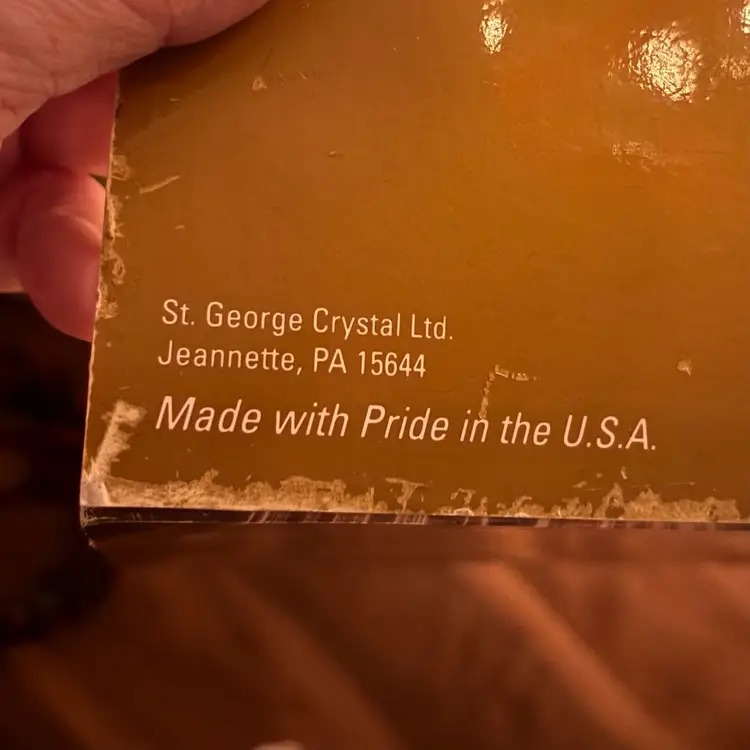 St. George Crystal Ltd.
Jeannette, PA 15644
Made with Pride in the U.S.A.